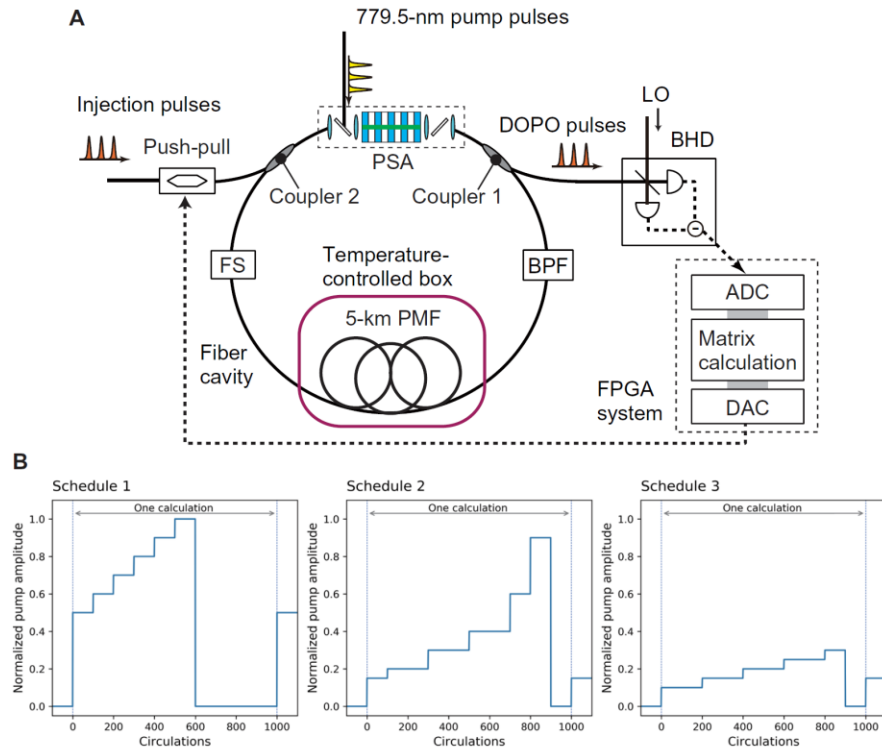 A
779.5-nm pump pulses
Injection pulses
Push-pull
PSA
DOPO pulses
LO
BHD
Coupler 2
Coupler 1
FS
Temperature-
controlled box
BPF
5-km PMF
Fiber
cavity
−
ADC
Matrix
calculation
DAC
FPGA
system
B
Schedule 1
One calculation
Normalized pump amplitude
1.0
0.8
0.6
0.4
0.2
0.0
0
200
400
600
800
1000
Circulations
Schedule 2
One calculation
Normalized pump amplitude
1.0
0.8
0.6
0.4
0.2
0.0
0
200
400
600
800
1000
Circulations
Schedule 3
One calculation
Normalized pump amplitude
1.0
0.8
0.6
0.4
0.2
0.0
0
200
400
600
800
1000
Circulations